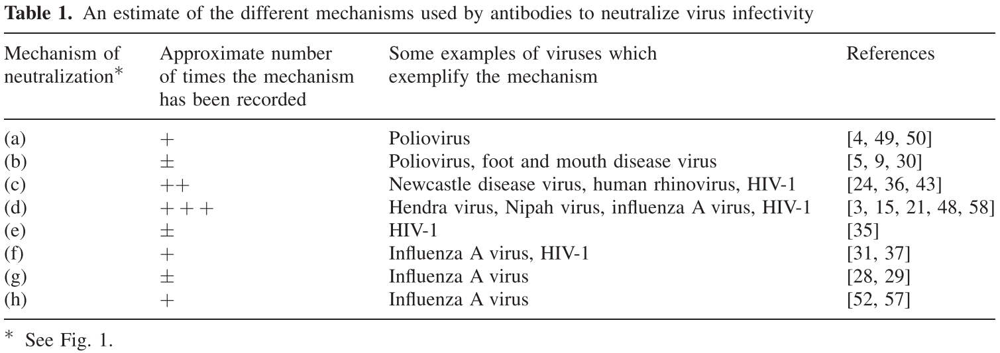 Table 1. An estimate of the different mechanisms used by antibodies to neutralize virus infectivity
Mechanism of neutralization* Approximate number of times the mechanism has been recorded Some examples of viruses which exemplify the mechanism References
(a) + Poliovirus [4, 49, 50]
(b) ± Poliovirus, foot and mouth disease virus [5, 9, 30]
(c) ++ Newcastle disease virus, human rhinovirus, HIV-1 [24, 36, 43]
(d) + + + Hendra virus, Nipah virus, influenza A virus, HIV-1 [3, 15, 21, 48, 58]
(e) ± HIV-1 [35]
(f) + Influenza A virus, HIV-1 [31, 37]
(g) ± Influenza A virus [28, 29]
(h) + Influenza A virus [52, 57]
* See Fig. 1.